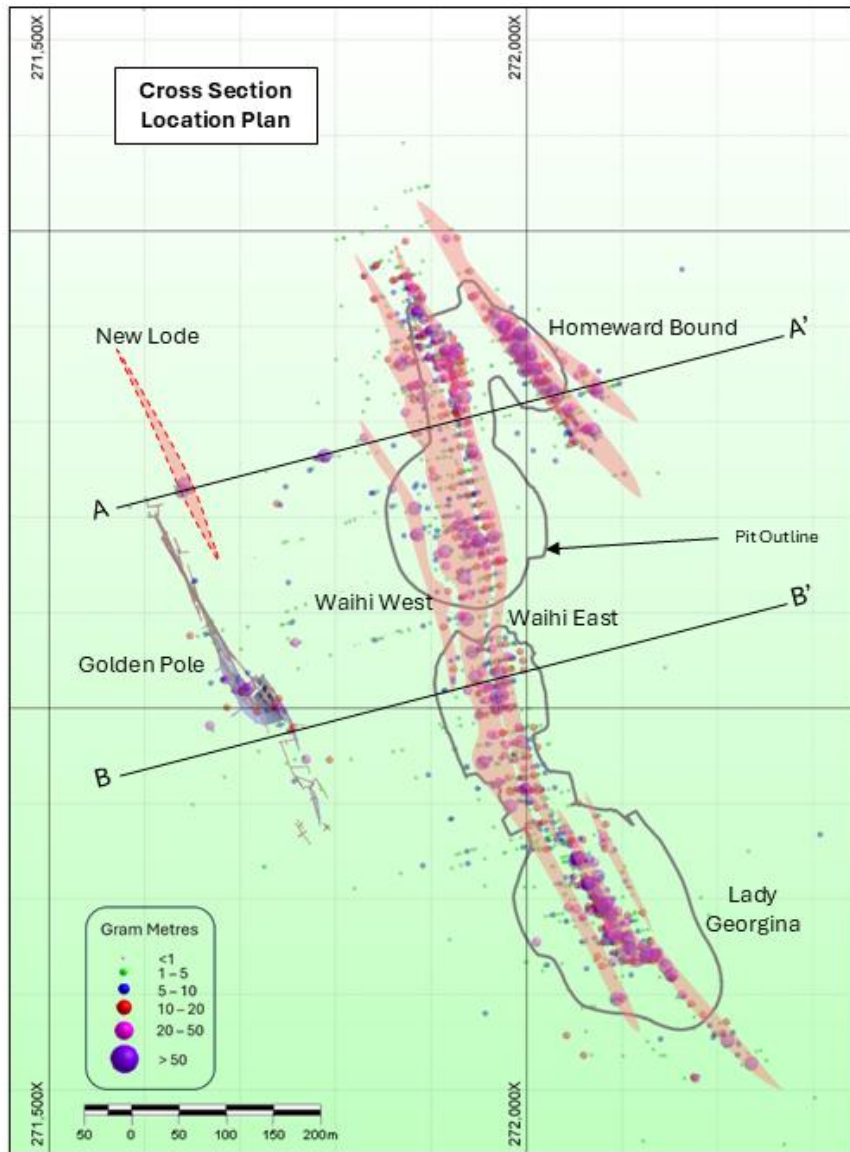 271,500X
272,000X
Cross Section
Location Plan
New Lode
Homeward Bound
A'
A
Pit Outline
Waihi West
Waihi East
B'
Golden Pole
B
Lady
Georgina
Gram Metres
<1
1 – 5
5 – 10
10 – 20
20 – 50
> 50
50 0 50 100 150 200m
271,500X
272,000X